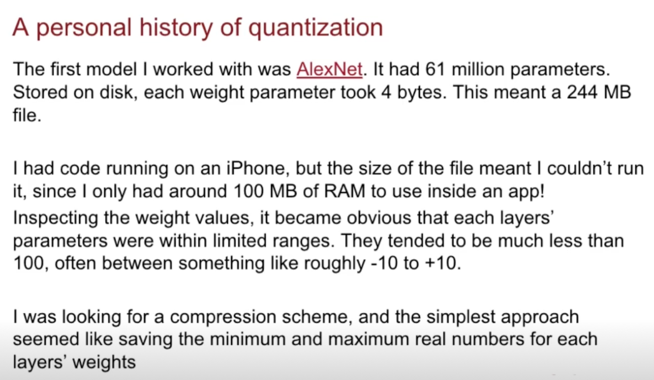 A personal history of quantization
The first model I worked with was AlexNet. It had 61 million parameters.
Stored on disk, each weight parameter took 4 bytes. This meant a 244 MB
file.
I had code running on an iPhone, but the size of the file meant I couldn't run
it, since I only had around 100 MB of RAM to use inside an app!
Inspecting the weight values, it became obvious that each layers'
parameters were within limited ranges. They tended to be much less than
100, often between something like roughly -10 to +10.
I was looking for a compression scheme, and the simplest approach
seemed like saving the minimum and maximum real numbers for each
layers' weights